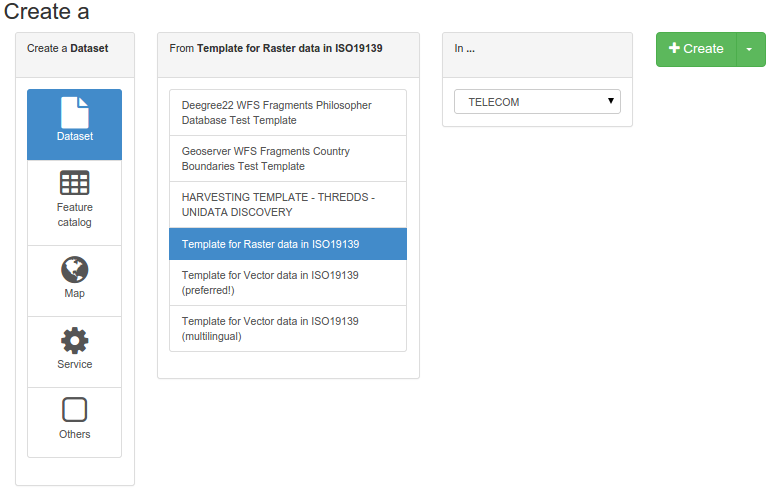 Create a
Create a Dataset
Dataset
Feature
catalog
Map
Service
Others
From Template for Raster data in ISO19139
Deegree22 WFS Fragments Philosopher
Database Test Template
Geoserver WFS Fragments Country
Boundaries Test Template
HARVESTING TEMPLATE - THREDDS -
UNIDATA DISCOVERY
Template for Raster data in ISO19139
Template for Vector data in ISO19139
(preferred!)
Template for Vector data in ISO19139
(multilingual)
In ...
TELECOM
Create